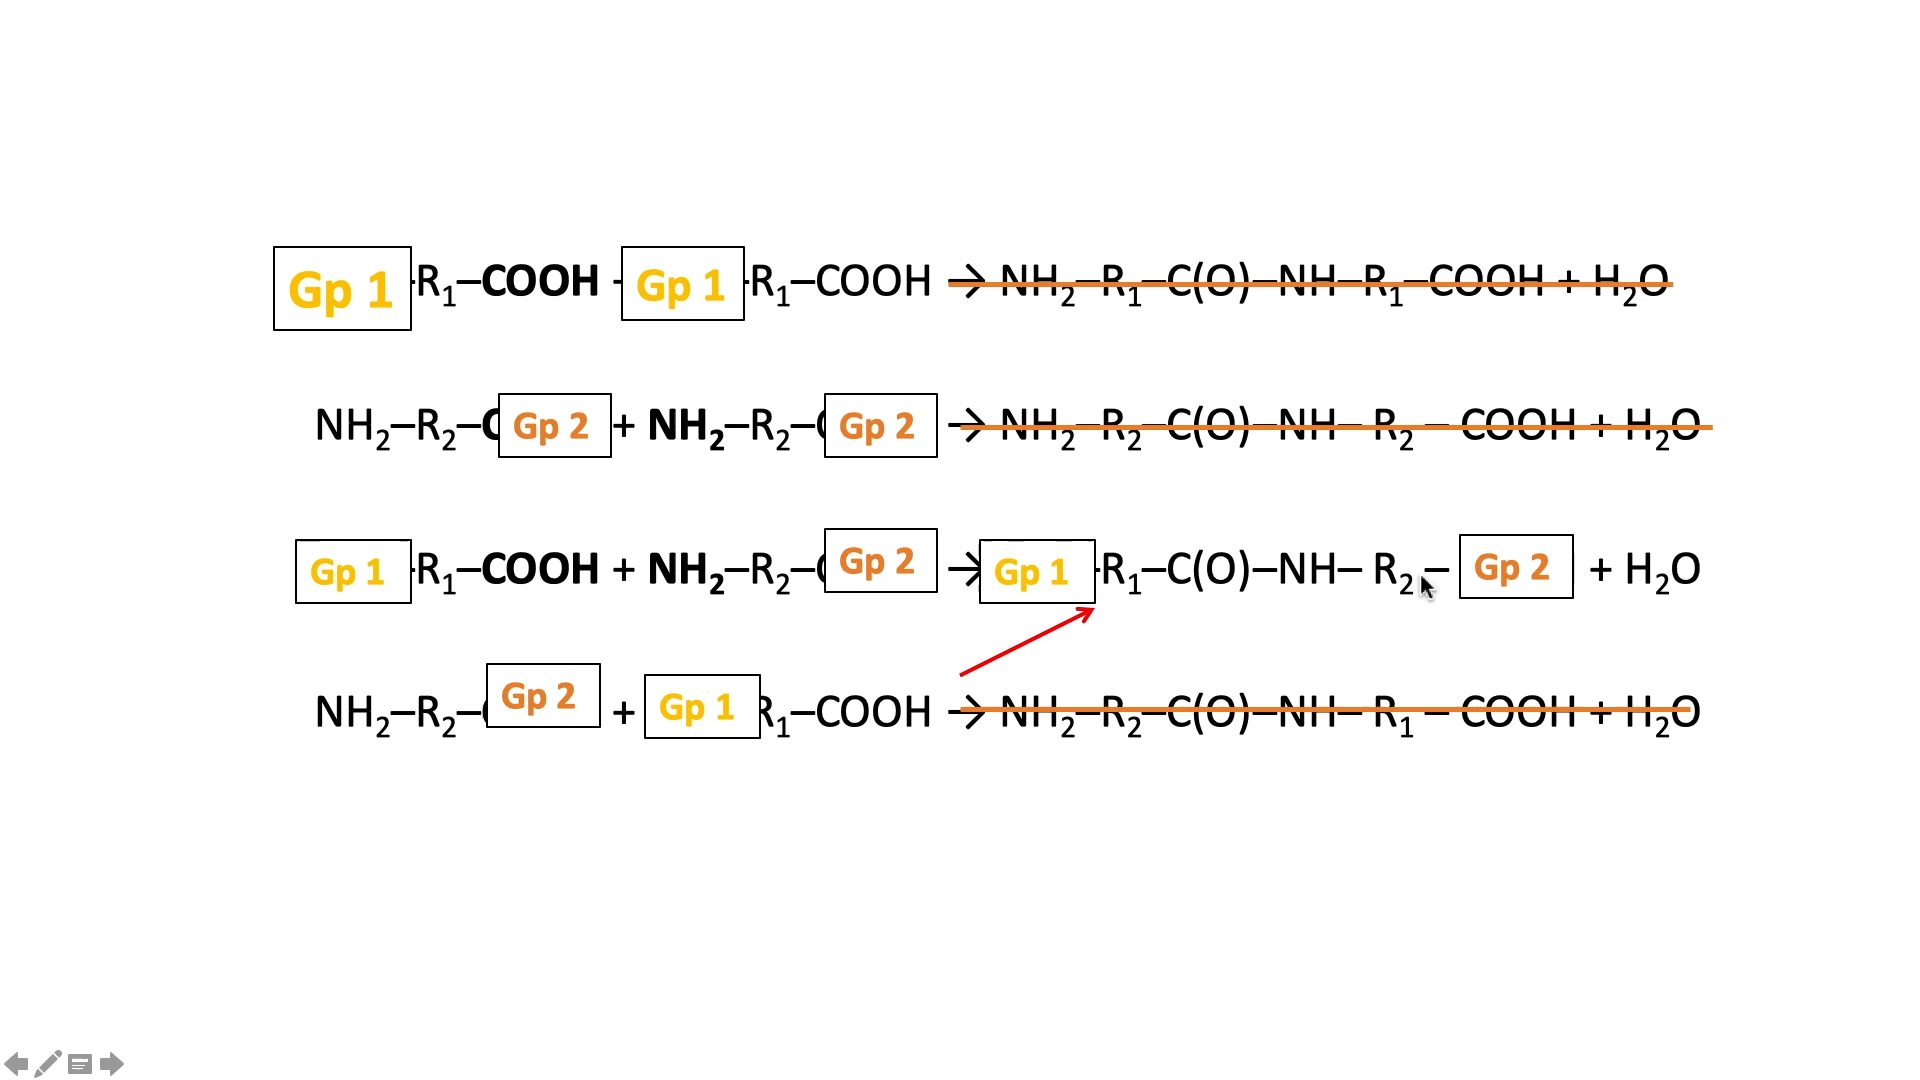 Gp 1 R₁–COOH - Gp 1 R₁–COOH → NH₂–R₁–C(O)–NH–R₁–COOH + H₂O
NH₂–R₂–C Gp 2 + NH₂–R₂–C Gp 2 → NH₂–R₂–C(O)–NH– R₂ – COOH + H₂O
Gp 1 R₁–COOH + NH₂–R₂–C Gp 2 → Gp 1 R₁–C(O)–NH– R₂ – Gp 2 + H₂O
NH₂–R₂–C Gp 2 + Gp 1 R₁–COOH → NH₂–R₂–C(O)–NH– R₁ – COOH + H₂O